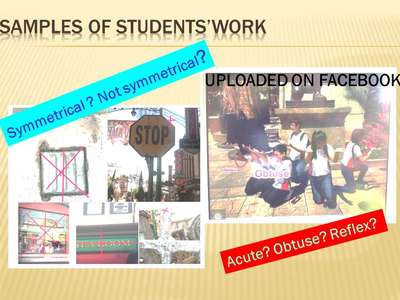 SAMPLES OF STUDENTS'WORK
Symmetrical ? Not symmetrical?
UPLOADED ON FACEBOOK
STOP
Obtuse
Acute? Obtuse? Reflex?